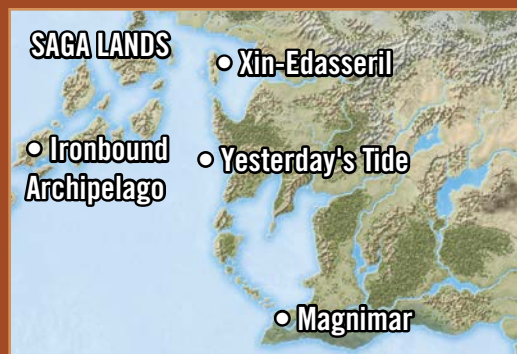 SAGA LANDS
Xin-Edasseril
Ironbound
Archipelago
Yesterday's Tide
Magnimar